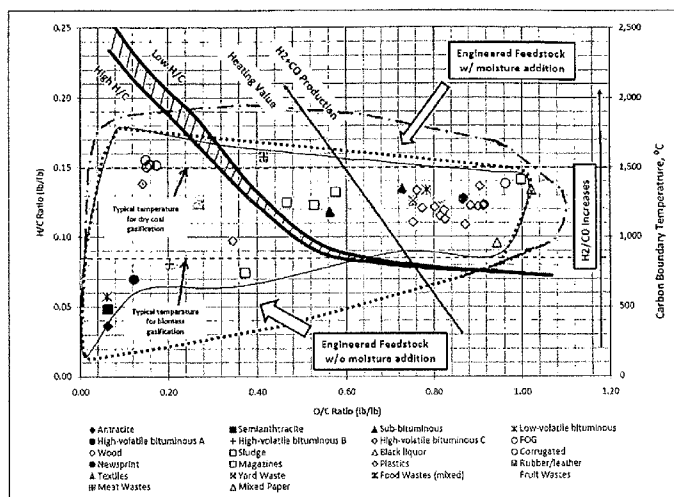 0.25
0.20
0.15
0.10
0.05
0.00
H/C Ratio (lb/lb)
2,500
2,000
1,500
1,000
500
0
Carbon Boundary Temperature, °C
0.00
0.20
0.40
0.60
0.80
1.00
1.20
O/C Ratio (lb/lb)
Low H/C
High H/C
Heating Value
H2+CO Production
Engineered Feedstock
w/ moisture addition
H2/CO Increases
Typical temperature
for dry coal
gasification
Typical temperature
for biomass
gasification
Engineered Feedstock
w/o moisture addition
Antracite
Semianthracite
Sub-bituminous
Low-volatile bituminous
High-volatile bituminous A
High-volatile bituminous B
High-volatile bituminous C
FOG
Wood
Sludge
Black liquor
Corrugated
Newsprint
Magazines
Plastics
Rubber/leather
Textiles
Yard Waste
Food Wastes (mixed)
Fruit Wastes
Meat Wastes
Mixed Paper